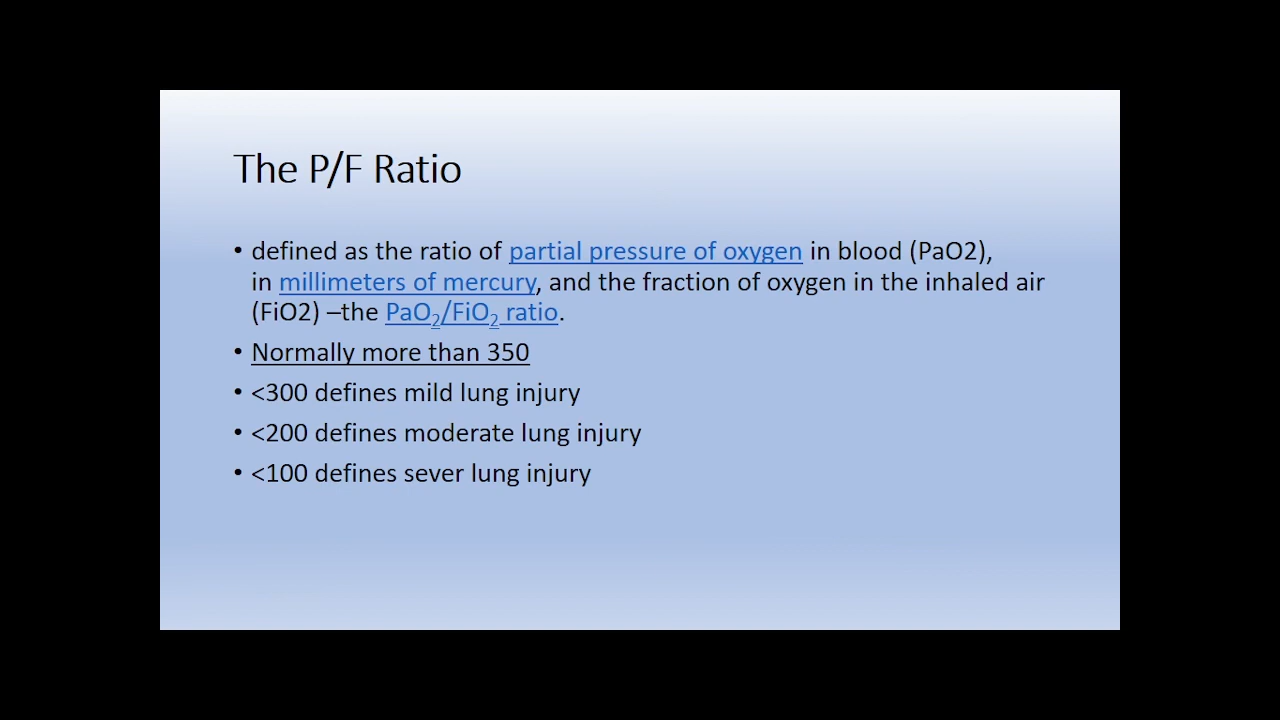 The P/F Ratio
• defined as the ratio of partial pressure of oxygen in blood (PaO2),
in millimeters of mercury, and the fraction of oxygen in the inhaled air
(FiO2) –the PaO₂/FiO₂ ratio.
• Normally more than 350
• <300 defines mild lung injury
• <200 defines moderate lung injury
• <100 defines sever lung injury